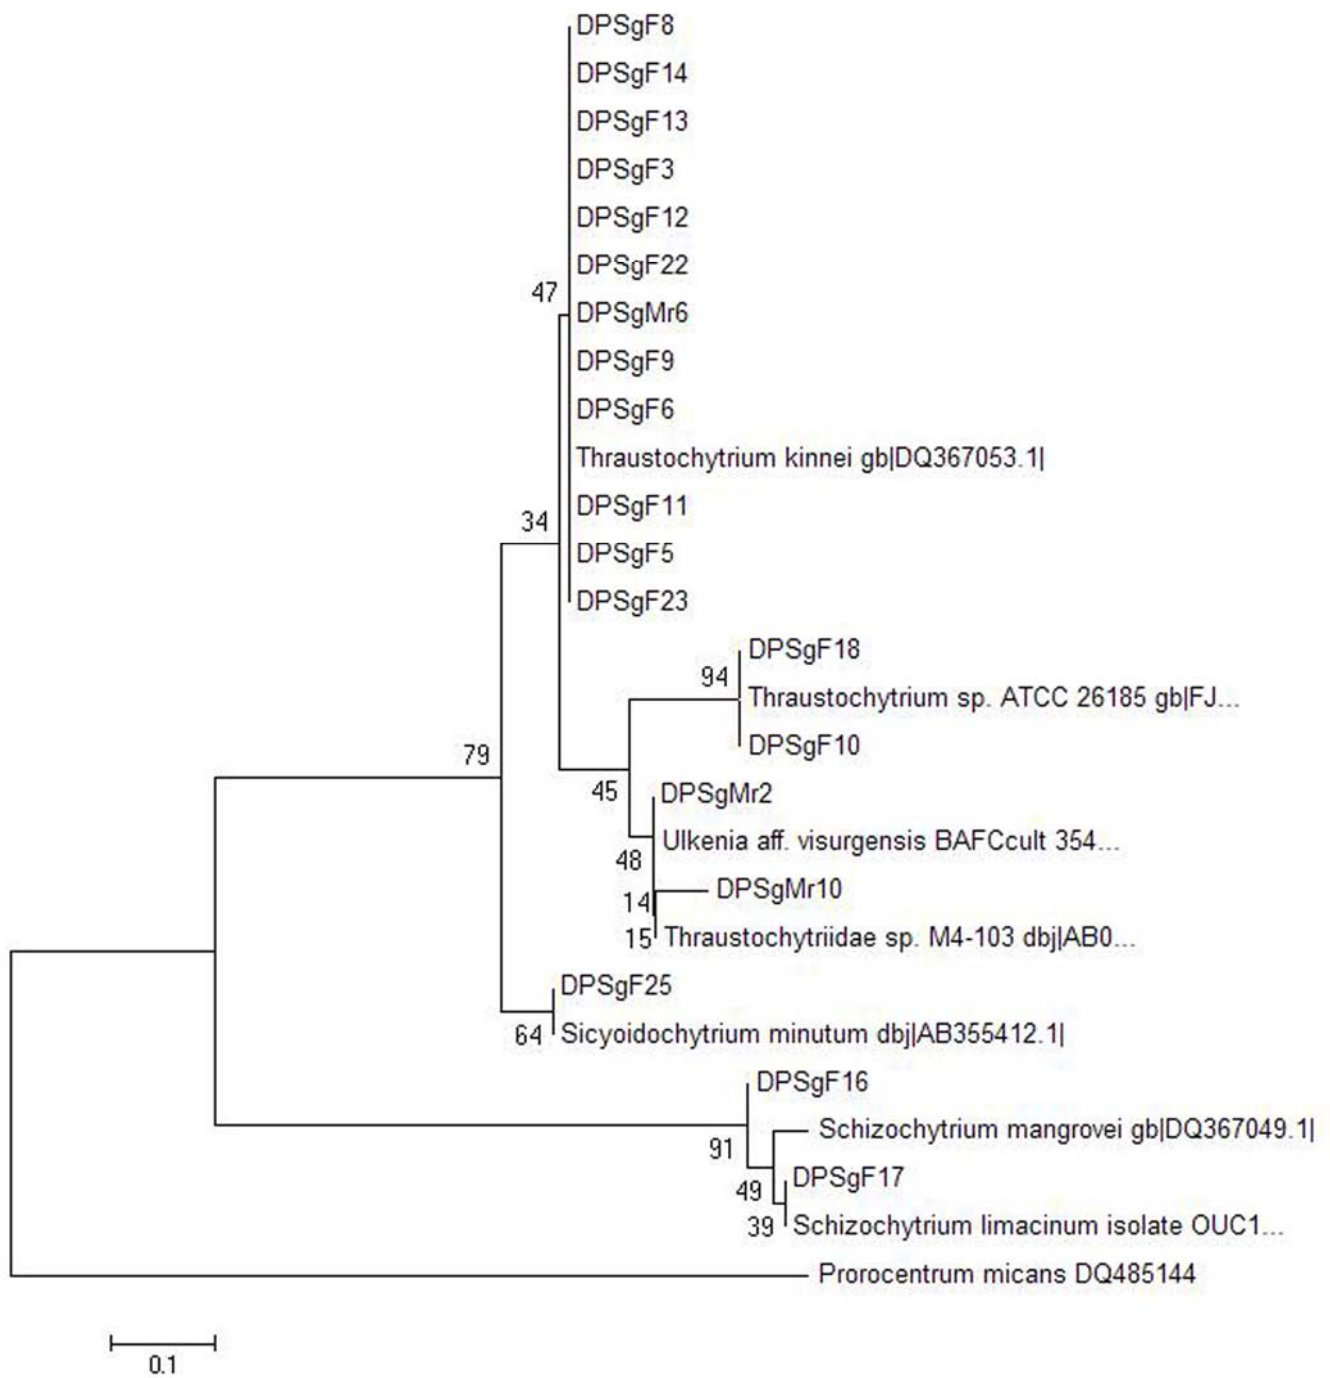 DPSgF8
DPSgF14
DPSgF13
DPSgF3
DPSgF12
DPSgF22
47
DPSgMr6
DPSgF9
DPSgF6
Thraustochytrium kinnei gb|DQ367053.1|
DPSgF11
34
DPSgF5
DPSgF23
DPSgF18
94
Thraustochytrium sp. ATCC 26185 gb|FJ...
DPSgF10
79
45
DPSgMr2
Ulkenia aff. visurgensis BAFCcult 354...
48
DPSgMr10
14
15
Thraustochytriidae sp. M4-103 dbj|AB0...
DPSgF25
64
Sicyoidochytrium minutum dbj|AB355412.1|
DPSgF16
Schizochytrium mangrovei gb|DQ367049.1|
91
DPSgF17
49
39
Schizochytrium limacinum isolate OUC1...
Prorocentrum micans DQ485144
0.1